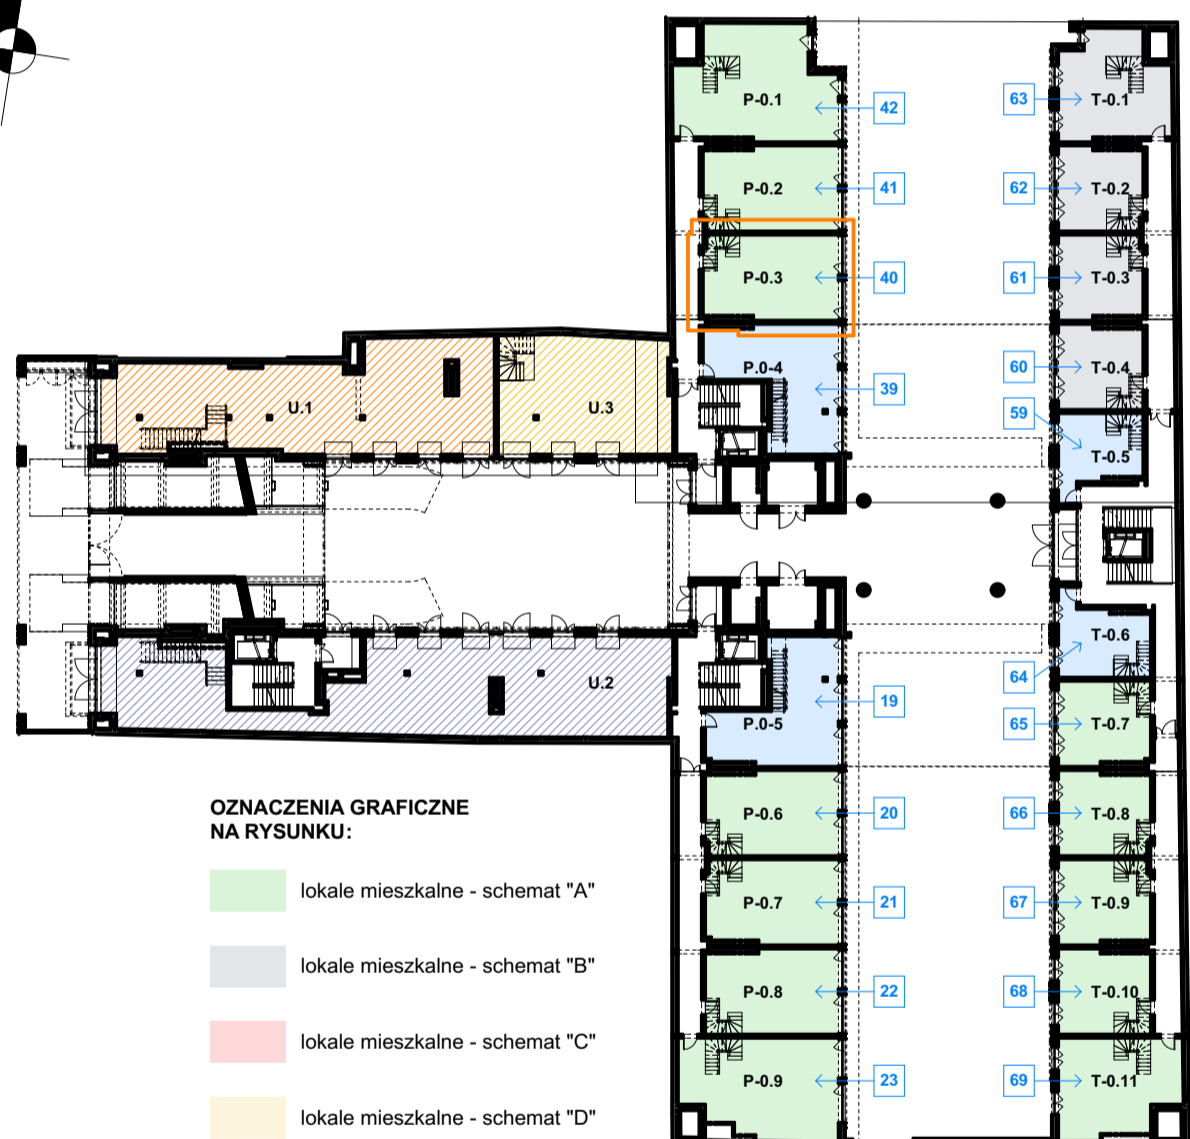 P-0.1
42
63
T-0.1
P-0.2
41
62
T-0.2
P-0.3
40
61
T-0.3
P.0-4
39
60
T-0.4
59
T-0.5
U.1
U.3
U.2
T-0.6
64
P.0-5
19
65
T-0.7
P-0.6
20
66
T-0.8
P-0.7
21
67
T-0.9
P-0.8
22
68
T-0.10
P-0.9
23
69
T-0.11
OZNACZENIA GRAFICZNE
NA RYSUNKU:
lokale mieszkalne - schemat "A"
lokale mieszkalne - schemat "B"
lokale mieszkalne - schemat "C"
lokale mieszkalne - schemat "D"